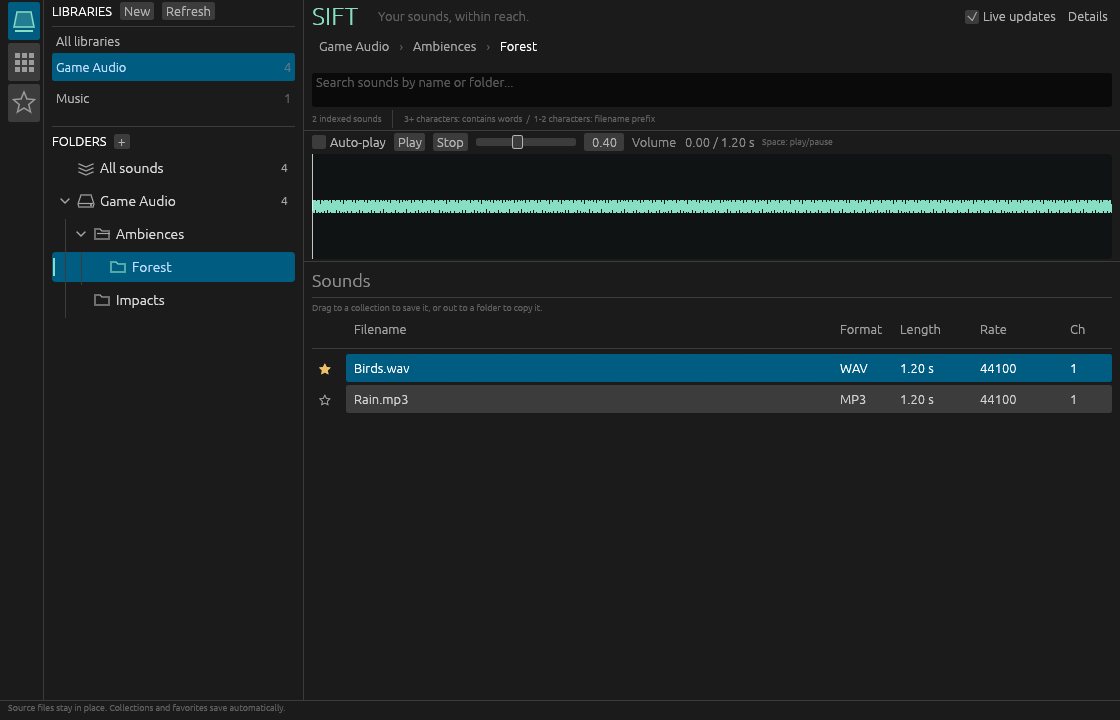 LIBRARIES New Refresh
All libraries
Game Audio 4
Music 1
FOLDERS +
All sounds 4
Game Audio 4
Ambiences
Forest
Impacts
SIFT Your sounds, within reach. Live updates Details
Game Audio › Ambiences › Forest
Search sounds by name or folder...
2 indexed sounds 3+ characters: contains words / 1-2 characters: filename prefix
Auto-play Play Stop 0.40 Volume 0.00 / 1.20 s Space: play/pause
Sounds
Drag to a collection to save it, or out to a folder to copy it.
Filename Format Length Rate Ch
Birds.wav WAV 1.20 s 44100 1
Rain.mp3 MP3 1.20 s 44100 1
Source files stay in place. Collections and favorites save automatically.